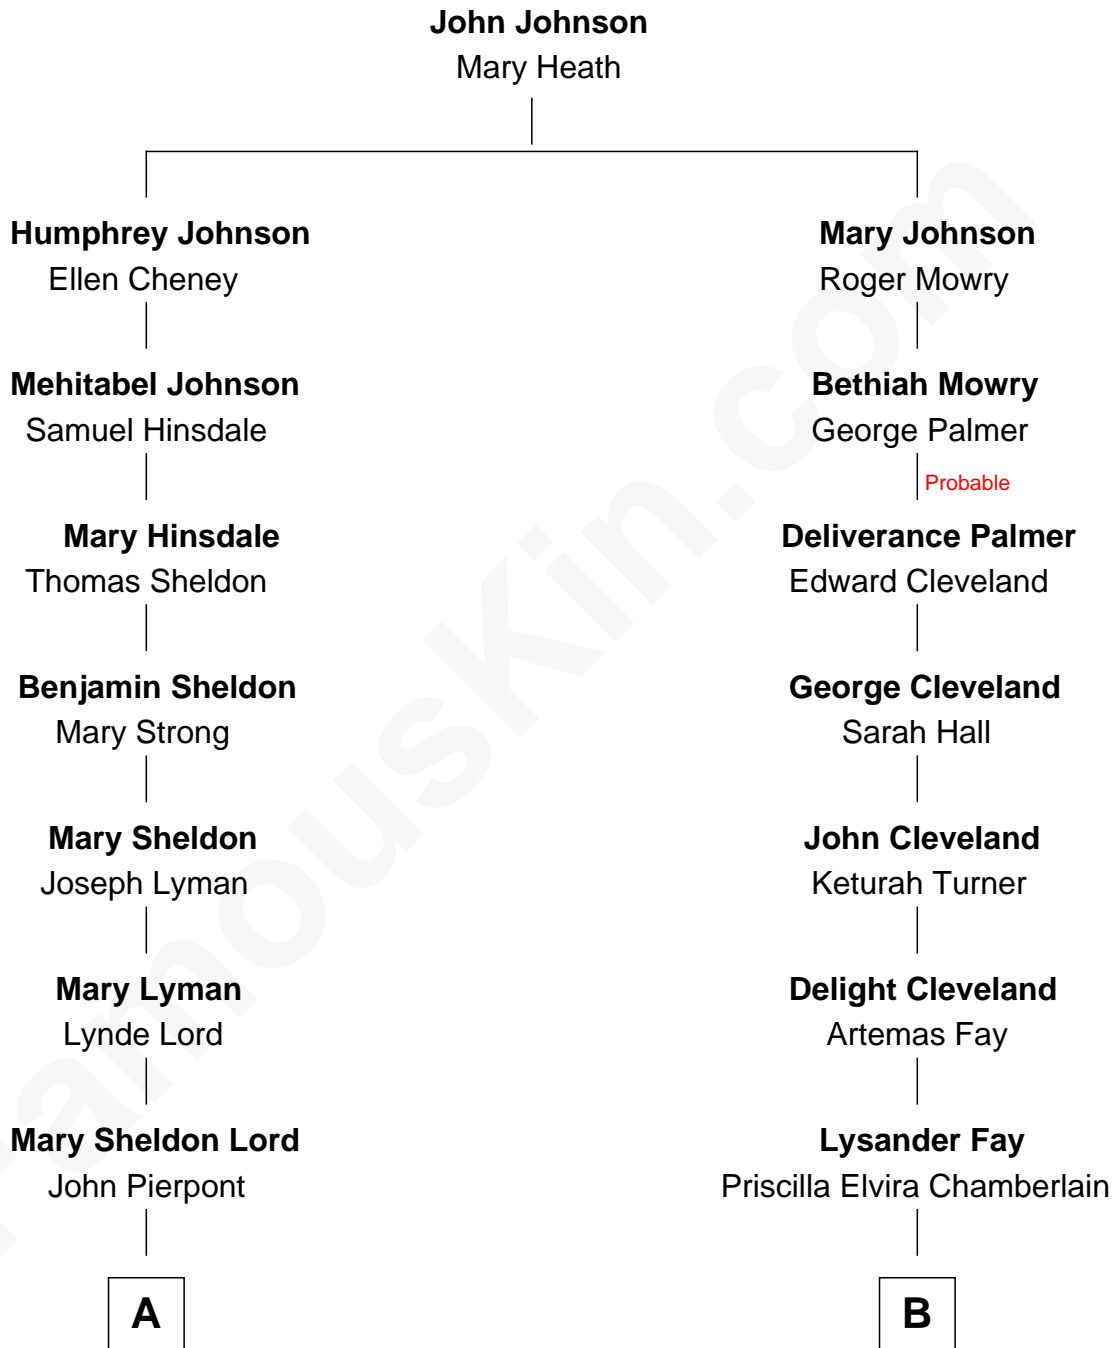 John Johnson
Mary Heath
Humphrey Johnson
Ellen Cheney
Mary Johnson
Roger Mowry
Mehitabel Johnson
Samuel Hinsdale
Bethiah Mowry
George Palmer
Probable
Mary Hinsdale
Thomas Sheldon
Deliverance Palmer
Edward Cleveland
Benjamin Sheldon
Mary Strong
George Cleveland
Sarah Hall
Mary Sheldon
Joseph Lyman
John Cleveland
Keturah Turner
Mary Lyman
Lynde Lord
Delight Cleveland
Artemas Fay
Mary Sheldon Lord
John Pierpont
Lysander Fay
Priscilla Elvira Chamberlain
A
B
FamousKin.com